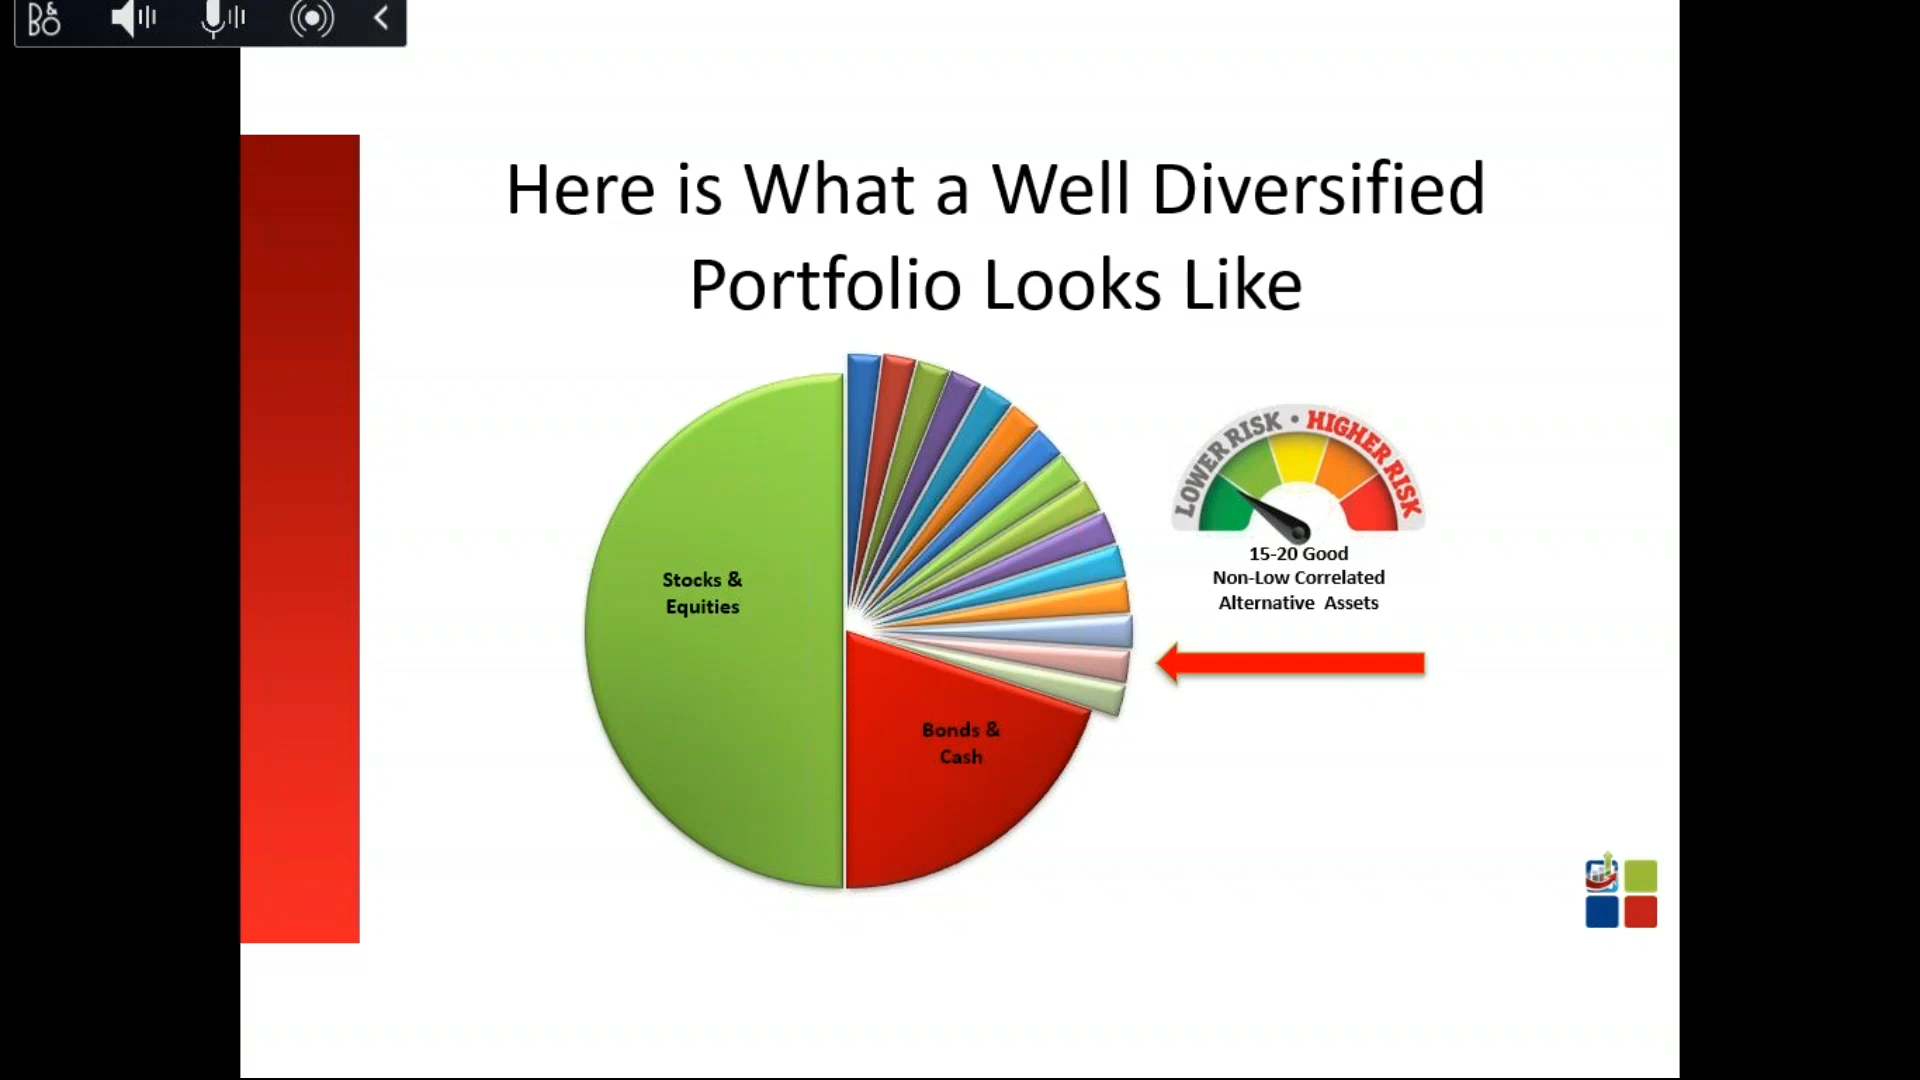 B&O
Here is What a Well Diversified
Portfolio Looks Like
LOWER RISK • HIGHER RISK
15-20 Good
Non-Low Correlated
Alternative Assets
Stocks &
Equities
Bonds &
Cash